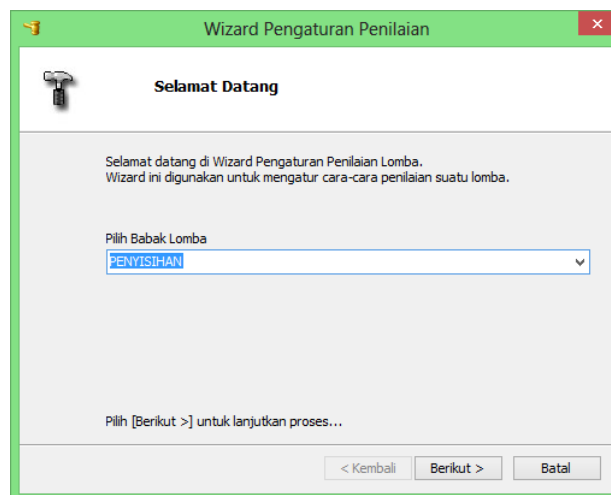 Wizard Pengaturan Penilaian
Selamat Datang
Selamat datang di Wizard Pengaturan Penilaian Lomba.
Wizard ini digunakan untuk mengatur cara-cara penilaian suatu lomba.
Pilih Babak Lomba
PENYISIHAN
Pilih [Berikut >] untuk lanjutkan proses...
< Kembali Berikut > Batal